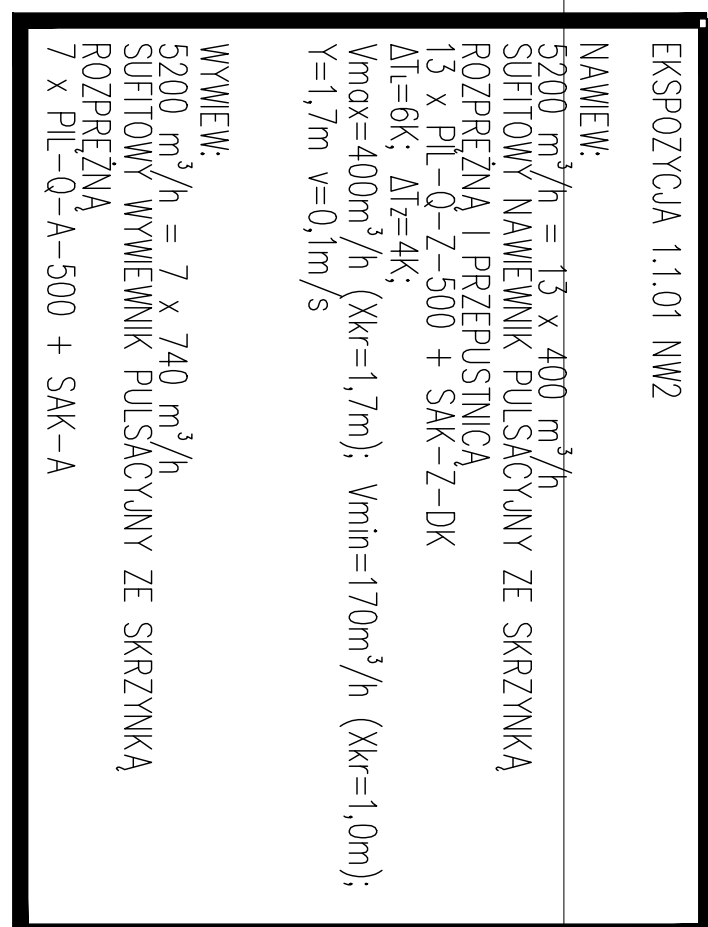 EKSPOZYCJA 1.1.01 NW2
NAWIEW:
5200 m³/h = 13 x 400 m³/h
SUFITOWY NAWIEWNIK PULSACYJNY ZE SKRZYNKĄ
ROZPRĘŻNĄ I PRZEPUSTNICĄ
13 x PIL-Q-Z-500 + SAK-Z-DK
ΔTL=6K; ΔTz=4K;
Vmax=400m³/h (Xkr=1,7m); Vmin=170m³/h (Xkr=1,0m);
Y=1,7m v=0,1m/s
WYWIEW:
5200 m³/h = 7 x 740 m³/h
SUFITOWY WYWIEWNIK PULSACYJNY ZE SKRZYNKĄ
ROZPRĘŻNĄ
7 x PIL-Q-A-500 + SAK-A